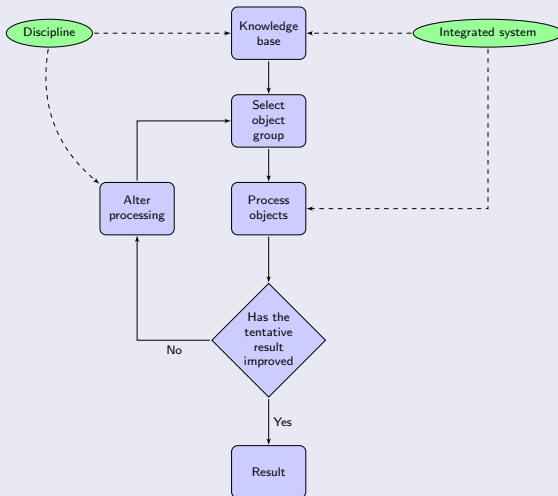 Discipline
Knowledge
base
Integrated system
Select
object
group
Alter
processing
Process
objects
Has the
tentative
result
improved
No
Yes
Result